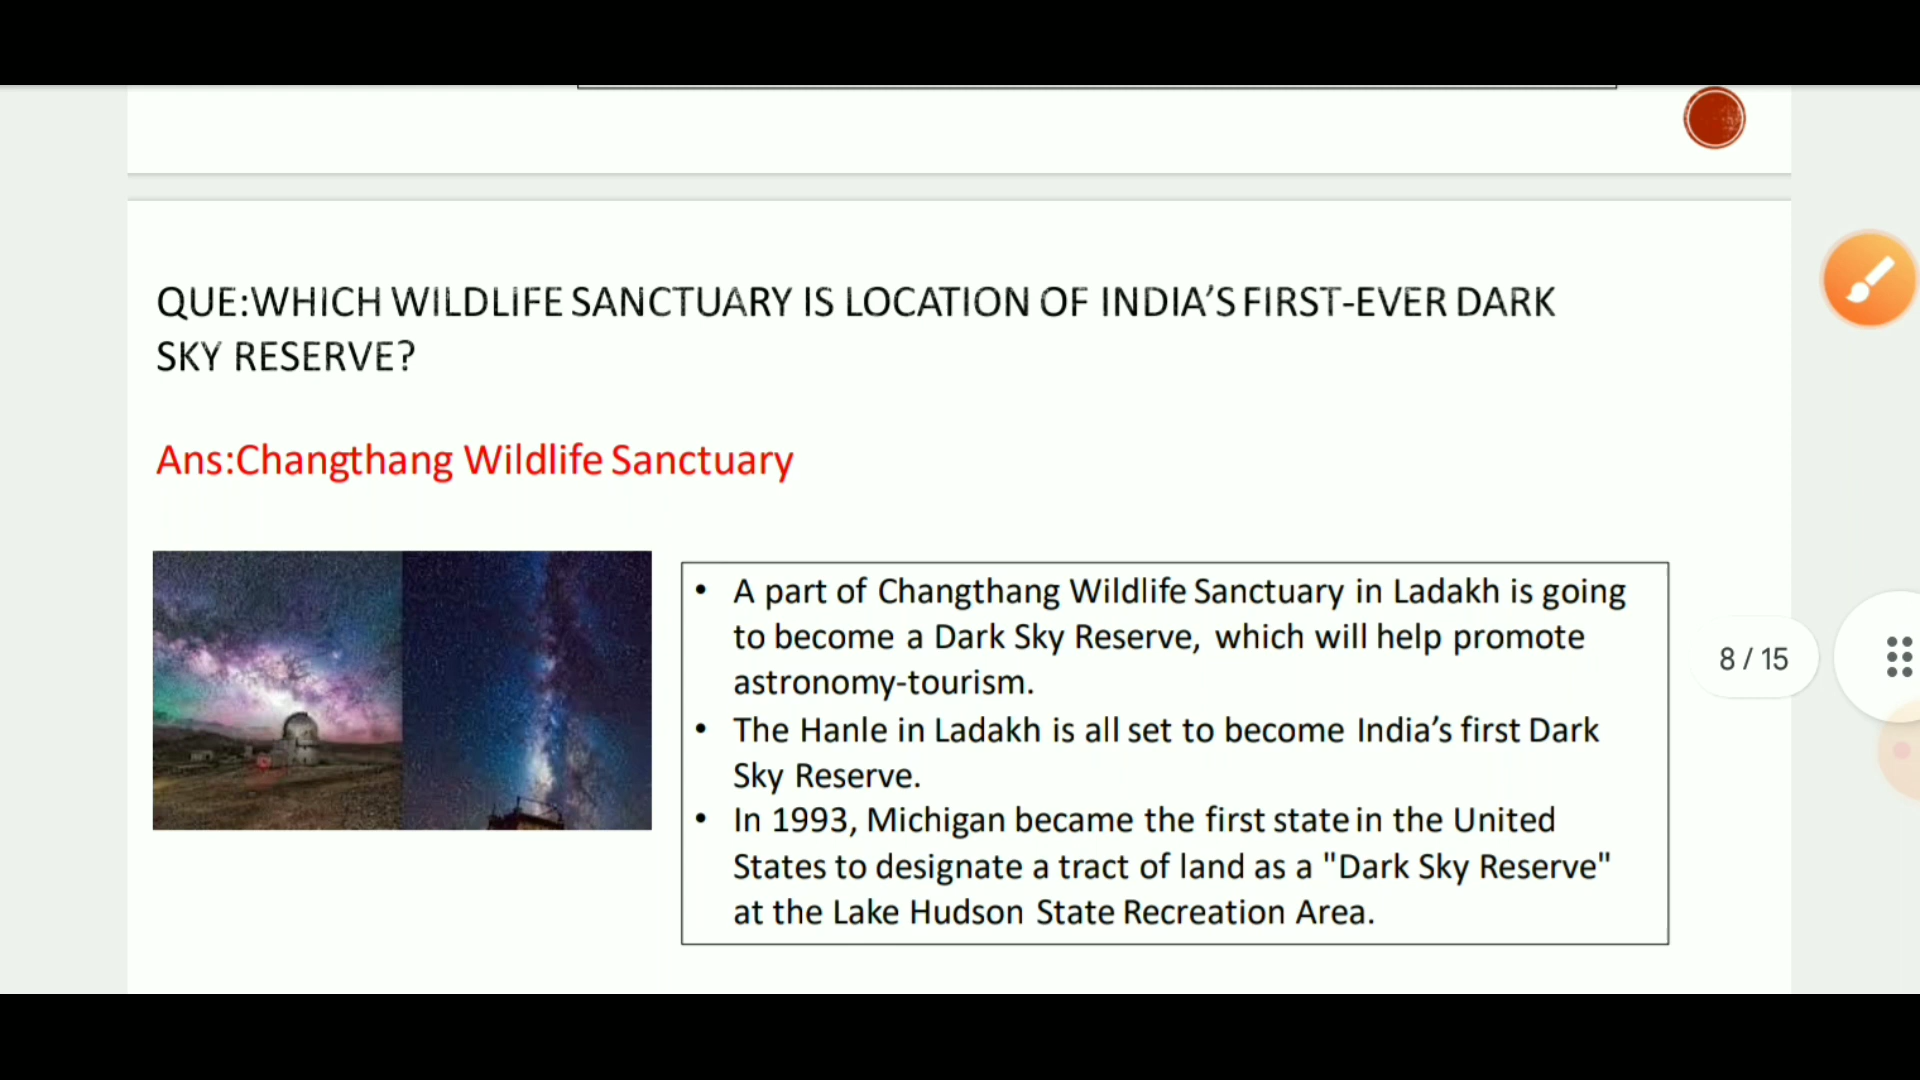 QUE:WHICH WILDLIFE SANCTUARY IS LOCATION OF INDIA’S FIRST-EVER DARK
SKY RESERVE?
Ans:Changthang Wildlife Sanctuary
• A part of Changthang Wildlife Sanctuary in Ladakh is going
to become a Dark Sky Reserve, which will help promote
astronomy-tourism.
• The Hanle in Ladakh is all set to become India’s first Dark
Sky Reserve.
• In 1993, Michigan became the first state in the United
States to designate a tract of land as a "Dark Sky Reserve"
at the Lake Hudson State Recreation Area.
8 / 15